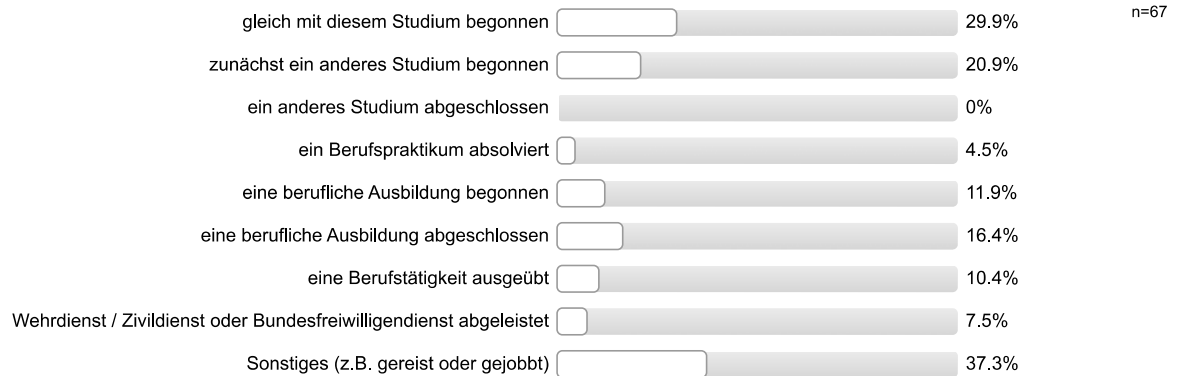 gleich mit diesem Studium begonnen 29.9% n=67
zunächst ein anderes Studium begonnen 20.9%
ein anderes Studium abgeschlossen 0%
ein Berufspraktikum absolviert 4.5%
eine berufliche Ausbildung begonnen 11.9%
eine berufliche Ausbildung abgeschlossen 16.4%
eine Berufstätigkeit ausgeübt 10.4%
Wehrdienst / Zivildienst oder Bundesfreiwilligendienst abgeleistet 7.5%
Sonstiges (z.B. gereist oder gejobbt) 37.3%